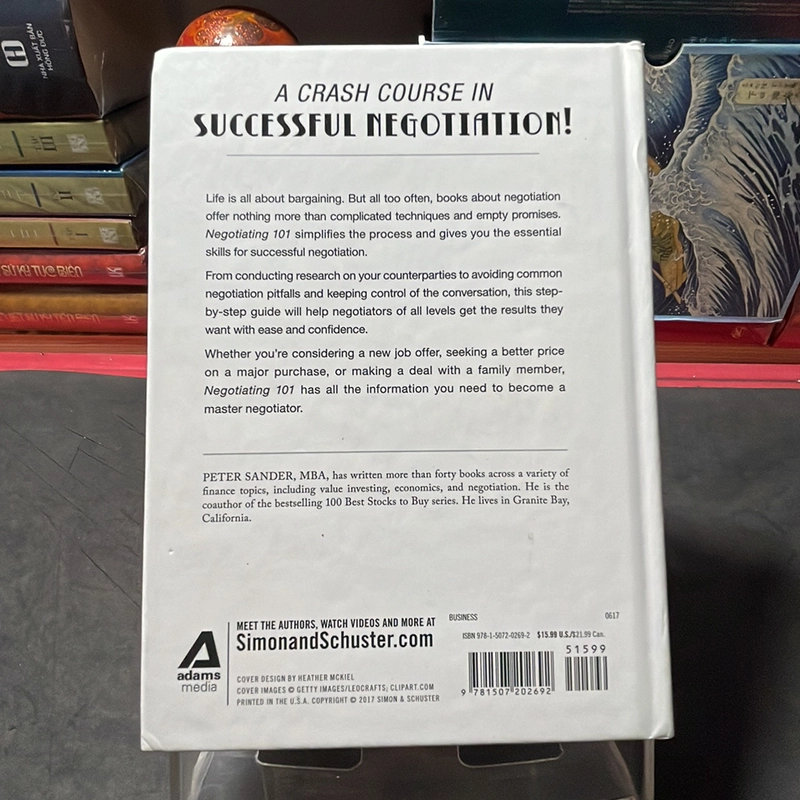 NHÀ XUẤT BẢN
HỒNG ĐỨC
III
II
I
A CRASH COURSE IN
SUCCESSFUL NEGOTIATION!
Life is all about bargaining. But all too often, books about negotiation
offer nothing more than complicated techniques and empty promises.
Negotiating 101 simplifies the process and gives you the essential
skills for successful negotiation.
From conducting research on your counterparties to avoiding common
negotiation pitfalls and keeping control of the conversation, this step-
by-step guide will help negotiators of all levels get the results they
want with ease and confidence.
Whether you're considering a new job offer, seeking a better price
on a major purchase, or making a deal with a family member,
Negotiating 101 has all the information you need to become a
master negotiator.
PETER SANDER, MBA, has written more than forty books across a variety of
finance topics, including value investing, economics, and negotiation. He is the
coauthor of the bestselling 100 Best Stocks to Buy series. He lives in Granite Bay,
California.
adams
media
MEET THE AUTHORS, WATCH VIDEOS AND MORE AT
SimonandSchuster.com
COVER DESIGN BY HEATHER MCKIEL
COVER IMAGES © GETTY IMAGES/LEOCRAFTS; CLIPART.COM
PRINTED IN THE U.S.A. COPYRIGHT © 2017 SIMON & SCHUSTER
BUSINESS 0617
ISBN 978-1-5072-0269-2 $15.99 U.S./$21.99 Can.
51599
9 781507 202692